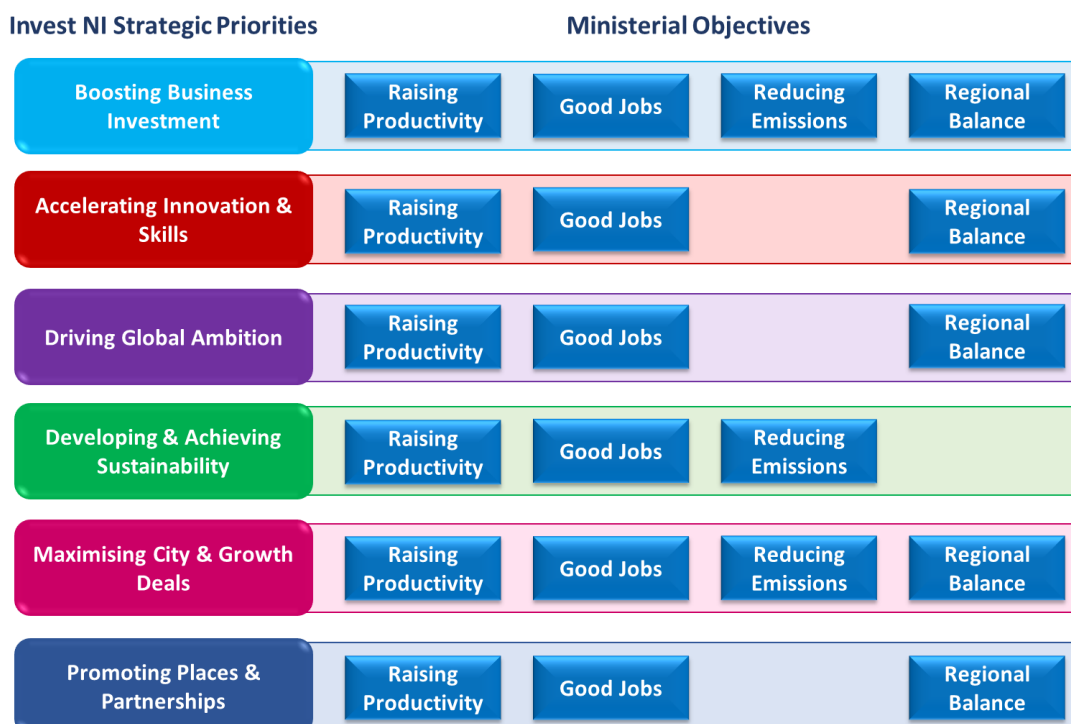 Invest NI Strategic Priorities
Ministerial Objectives
Boosting Business
Investment
Raising
Productivity
Good Jobs
Reducing
Emissions
Regional
Balance
Accelerating Innovation &
Skills
Raising
Productivity
Good Jobs
Regional
Balance
Driving Global Ambition
Raising
Productivity
Good Jobs
Regional
Balance
Developing & Achieving
Sustainability
Raising
Productivity
Good Jobs
Reducing
Emissions
Maximising City & Growth
Deals
Raising
Productivity
Good Jobs
Reducing
Emissions
Regional
Balance
Promoting Places &
Partnerships
Raising
Productivity
Good Jobs
Regional
Balance